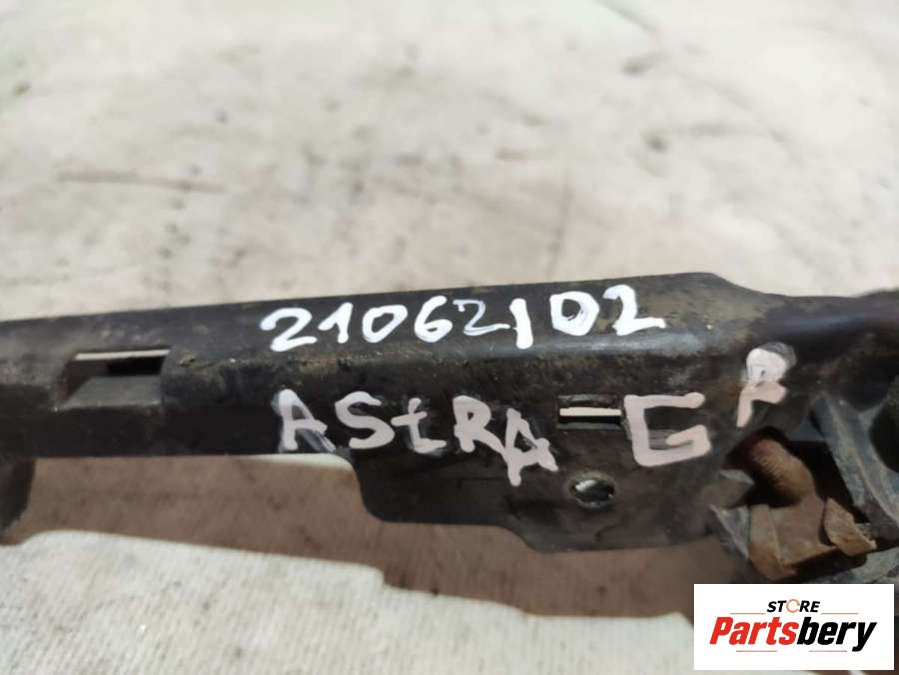 21062102
AStRA G F
STORE
Partsbery